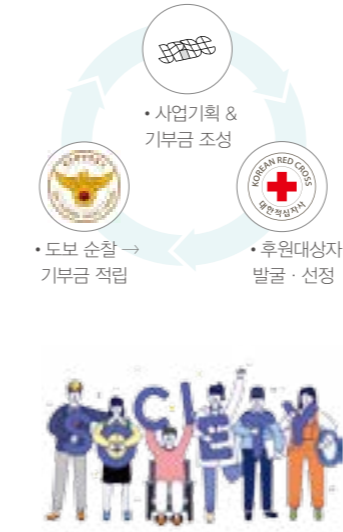 • 사업기획 &
기부금 조성
KOREAN RED CROSS
대한적십자사
• 도보 순찰 →
기부금 적립
• 후원대상자
발굴 · 선정